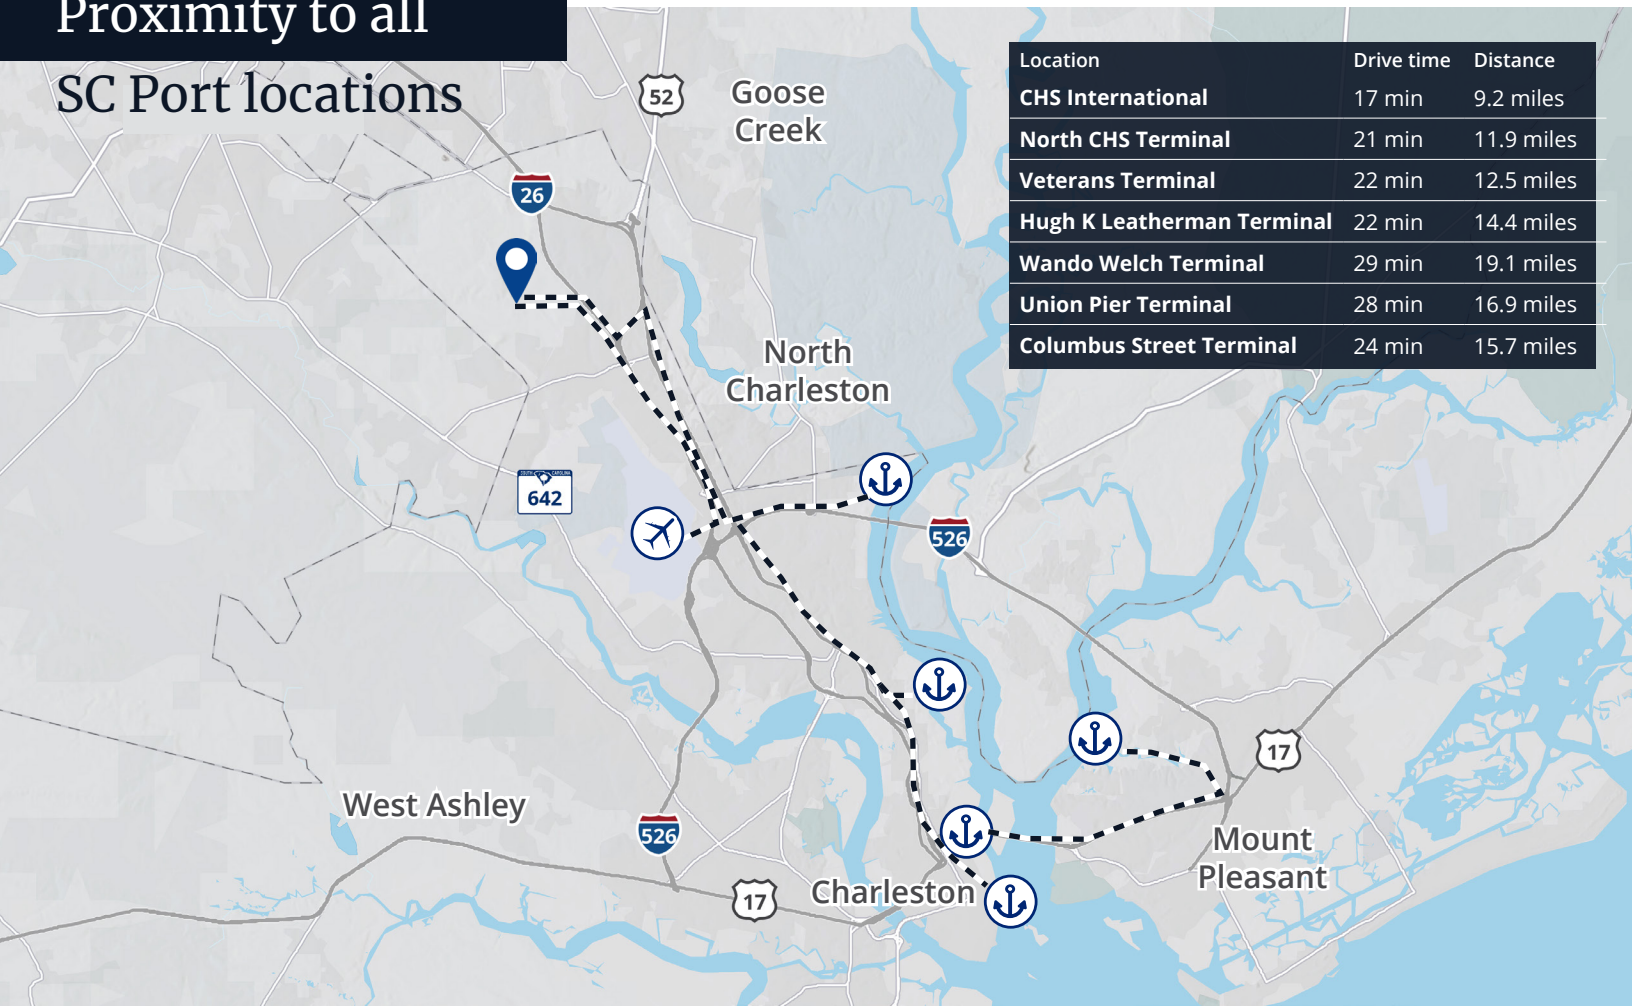 Proximity to all
SC Port locations
Location Drive time Distance
CHS International 17 min 9.2 miles
North CHS Terminal 21 min 11.9 miles
Veterans Terminal 22 min 12.5 miles
Hugh K Leatherman Terminal 22 min 14.4 miles
Wando Welch Terminal 29 min 19.1 miles
Union Pier Terminal 28 min 16.9 miles
Columbus Street Terminal 24 min 15.7 miles
52
Goose
Creek
26
North
Charleston
SOUTH CAROLINA
642
526
17
West Ashley
526
Mount
Pleasant
17
Charleston